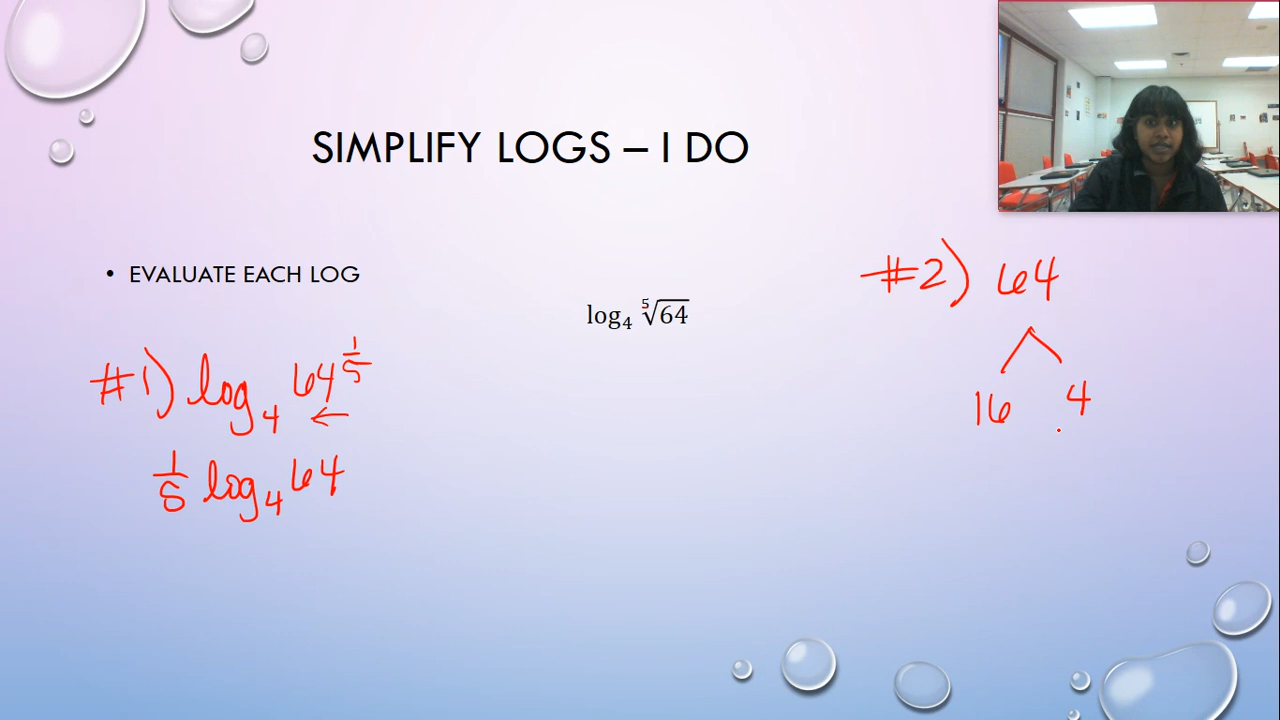 SIMPLIFY LOGS – I DO
• EVALUATE EACH LOG
log₄ ⁵√64
#1) log₄ 64^(1/5) ←
1/5 log₄ 64
#2) 64
16 4